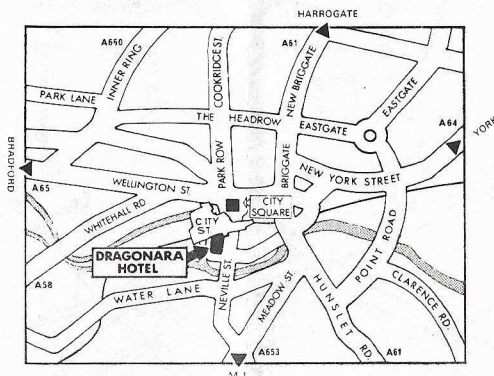 HARROGATE
A660
A61
INNER RING
COOKRIDGE ST.
NEW BRIGGATE
EASTGATE
PARK LANE
THE HEADROW
EASTGATE
A64
YORK
BRADFORD
A65
PARK ROW
BRIGGATE
NEW YORK STREET
WELLINGTON ST.
WHITEHALL RD
CITY
SQUARE
CITY
ST
DRAGONARA
HOTEL
POINT ROAD
A58
WATER LANE
NEVILLE ST.
MEADOW ST.
HUNSLET RD.
CLARENCE RD.
A653
A61
M 1